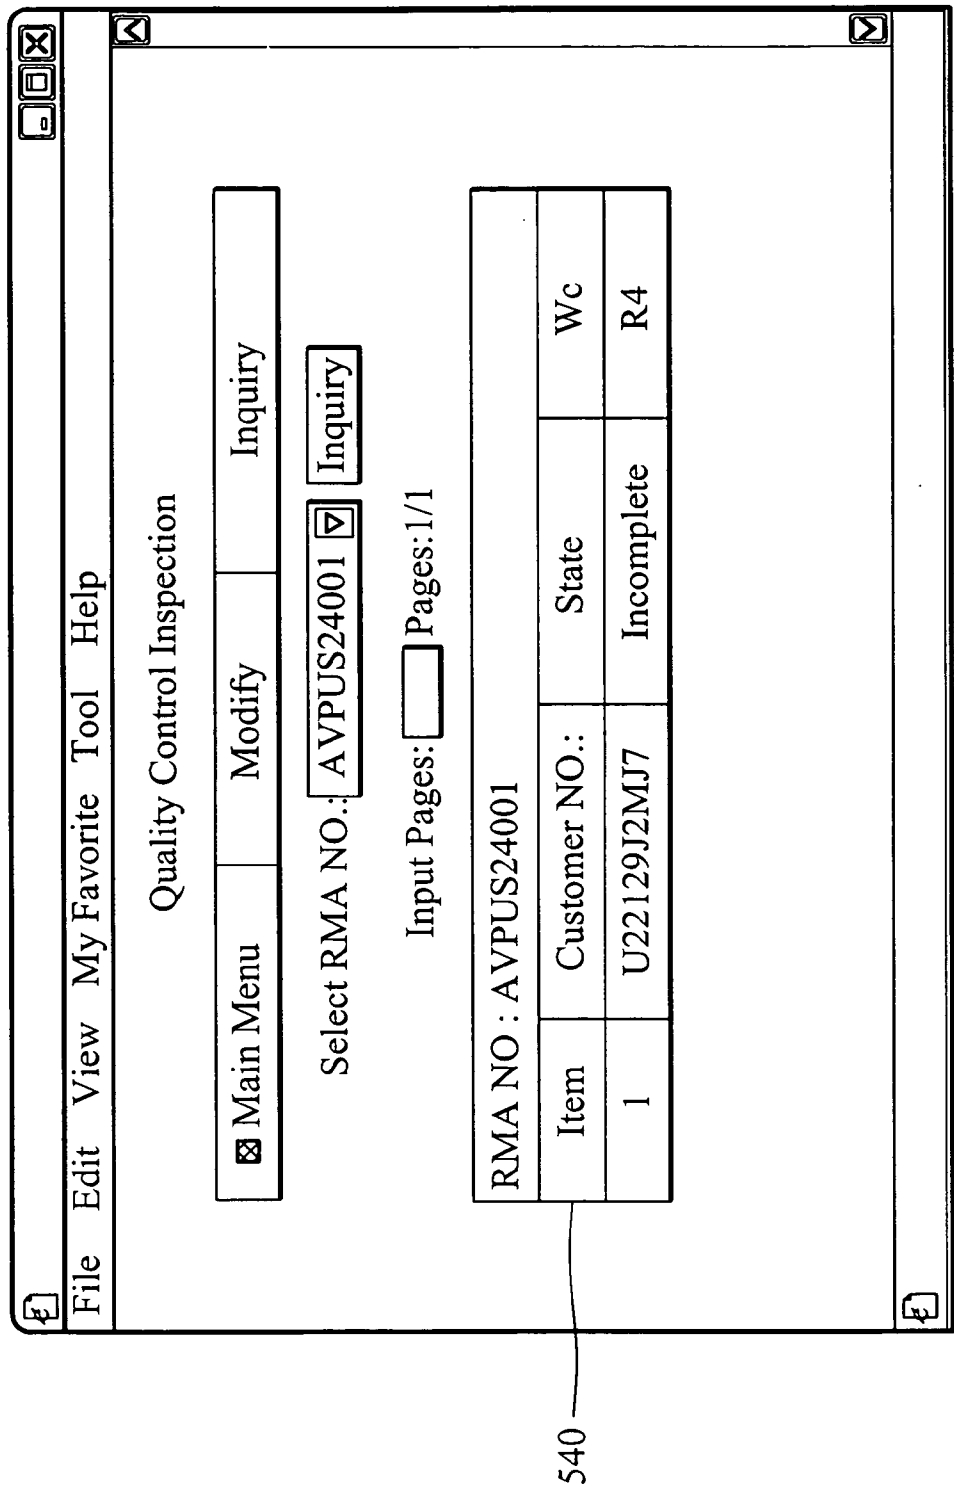 File Edit View My Favorite Tool Help
Quality Control Inspection
Main Menu Modify Inquiry
Select RMA NO.: AVPUS24001 Inquiry
Input Pages: Pages:1/1
RMA NO : AVPUS24001
Item Customer NO.: State Wc
1 U22129J2MJ7 Incomplete R4
540